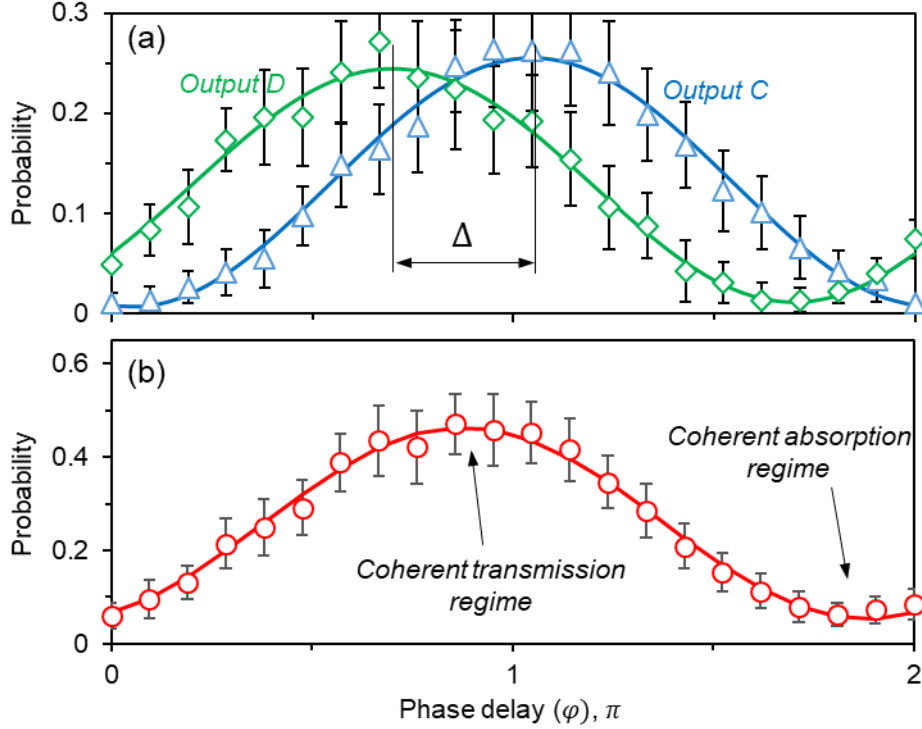 (a)
0.3
0.2
0.1
0
Probability
Output D
Output C
Δ
(b)
0.6
0.4
0.2
0
Probability
Coherent absorption
regime
Coherent transmission
regime
0
1
2
Phase delay (φ), π